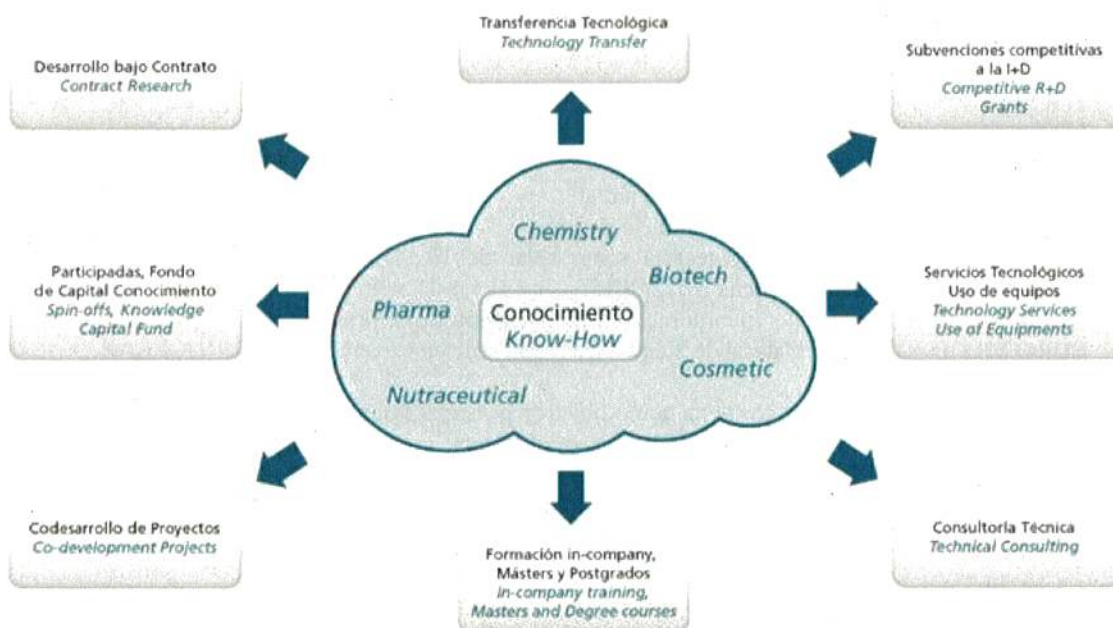 Transferencia Tecnológica
Technology Transfer
Desarrollo bajo Contrato
Contract Research
Subvenciones competitivas
a la I+D
Competitive R+D
Grants
Chemistry
Biotech
Pharma
Conocimiento
Know-How
Cosmetic
Nutraceutical
Participadas, Fondo
de Capital Conocimiento
Spin-offs, Knowledge
Capital Fund
Servicios Tecnológicos
Uso de equipos
Technology Services
Use of Equipments
Codesarrollo de Proyectos
Co-development Projects
Formación in-company,
Másters y Postgrados
In-company training,
Masters and Degree courses
Consultoría Técnica
Technical Consulting